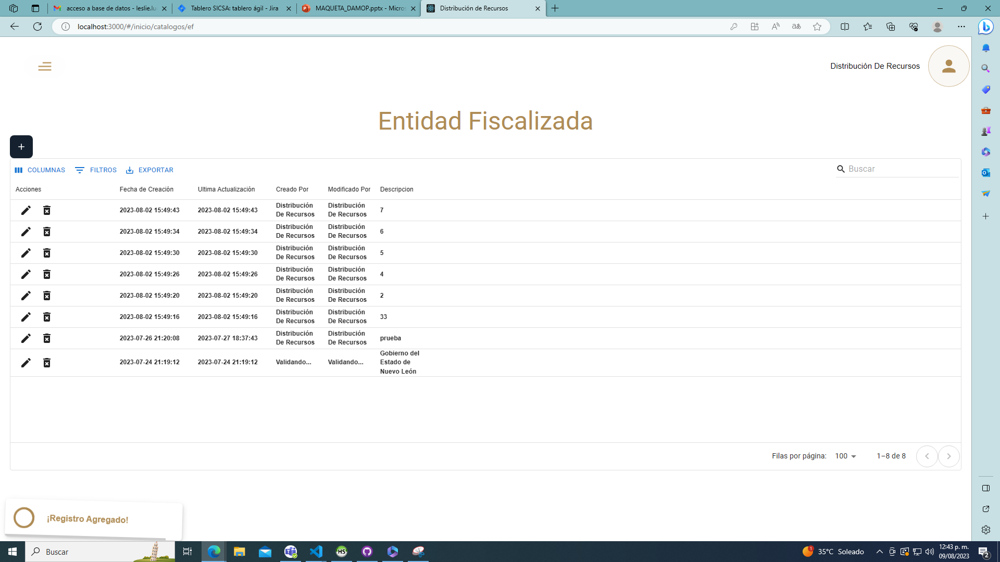 acceso a base de datos - leslie.lu
Tablero SICSA: tablero ágil - Jira
MAQUETA_DAMOP.pptx - Micros
Distribución de Recursos
localhost:3000/#/inicio/catalogos/ef
Distribución De Recursos
Entidad Fiscalizada
+
COLUMNAS FILTROS EXPORTAR Buscar
Acciones Fecha de Creación Ultima Actualización Creado Por Modificado Por Descripcion
2023-08-02 15:49:43 2023-08-02 15:49:43 Distribución De Recursos Distribución De Recursos 7
2023-08-02 15:49:34 2023-08-02 15:49:34 Distribución De Recursos Distribución De Recursos 6
2023-08-02 15:49:30 2023-08-02 15:49:30 Distribución De Recursos Distribución De Recursos 5
2023-08-02 15:49:26 2023-08-02 15:49:26 Distribución De Recursos Distribución De Recursos 4
2023-08-02 15:49:20 2023-08-02 15:49:20 Distribución De Recursos Distribución De Recursos 2
2023-08-02 15:49:16 2023-08-02 15:49:16 Distribución De Recursos Distribución De Recursos 33
2023-07-26 21:20:08 2023-07-27 18:37:43 Distribución De Recursos Distribución De Recursos prueba
2023-07-24 21:19:12 2023-07-24 21:19:12 Validando... Validando... Gobierno del Estado de Nuevo León
Filas por página: 100 1–8 de 8
¡Registro Agregado!
Buscar
HS
1
35°C Soleado
12:43 p. m.
09/08/2023
2